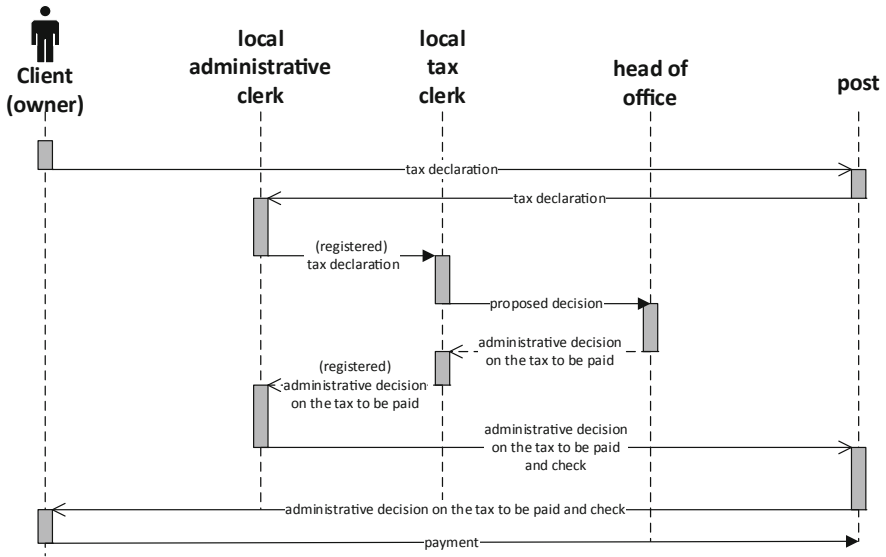 Client
(owner)
local
administrative
clerk
local
tax
clerk
head of
office
post
tax declaration
tax declaration
(registered)
tax declaration
proposed decision
administrative decision
on the tax to be paid
(registered)
administrative decision
on the tax to be paid
administrative decision
on the tax to be paid
and check
administrative decision on the tax to be paid and check
payment